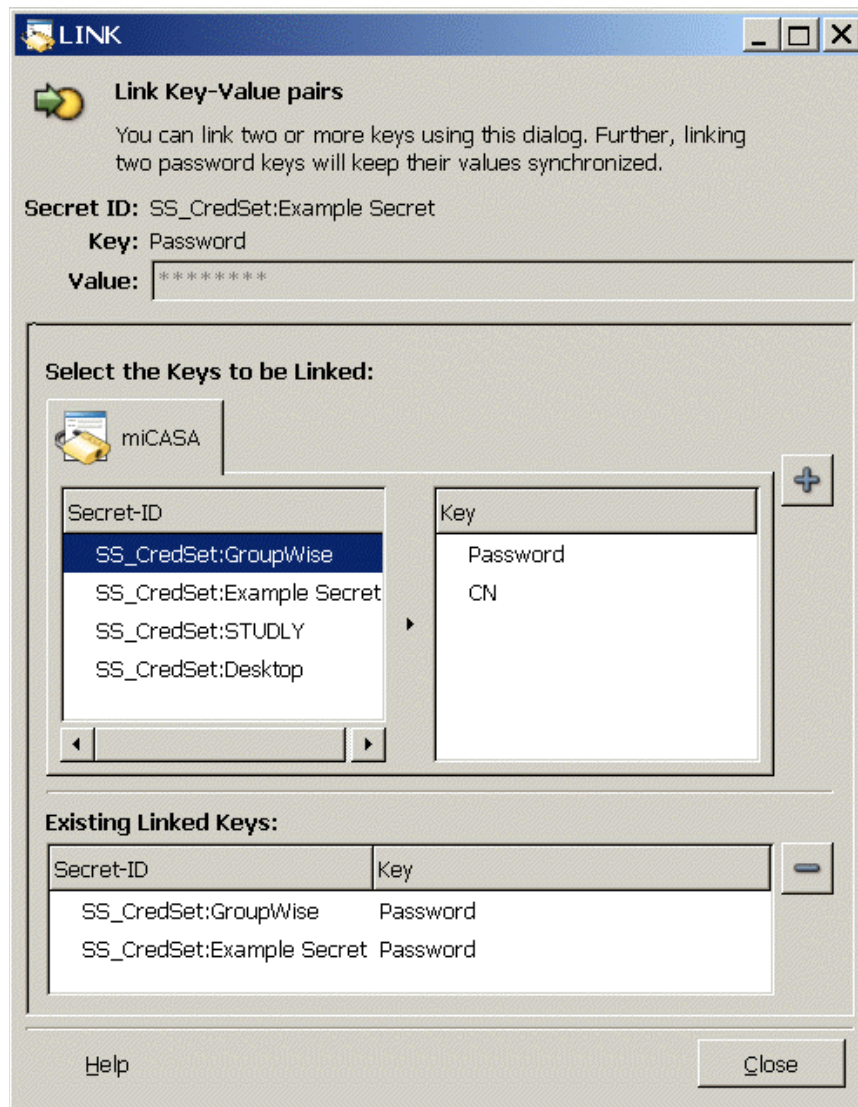 LINK
Link Key-Value pairs
You can link two or more keys using this dialog. Further, linking
two password keys will keep their values synchronized.
Secret ID: SS_CredSet:Example Secret
Key: Password
Value: ********
Select the Keys to be Linked:
miCASA
Secret-ID Key
SS_CredSet:GroupWise Password
SS_CredSet:Example Secret CN
SS_CredSet:STUDLY
SS_CredSet:Desktop
Existing Linked Keys:
Secret-ID Key
SS_CredSet:GroupWise Password
SS_CredSet:Example Secret Password
Help Close